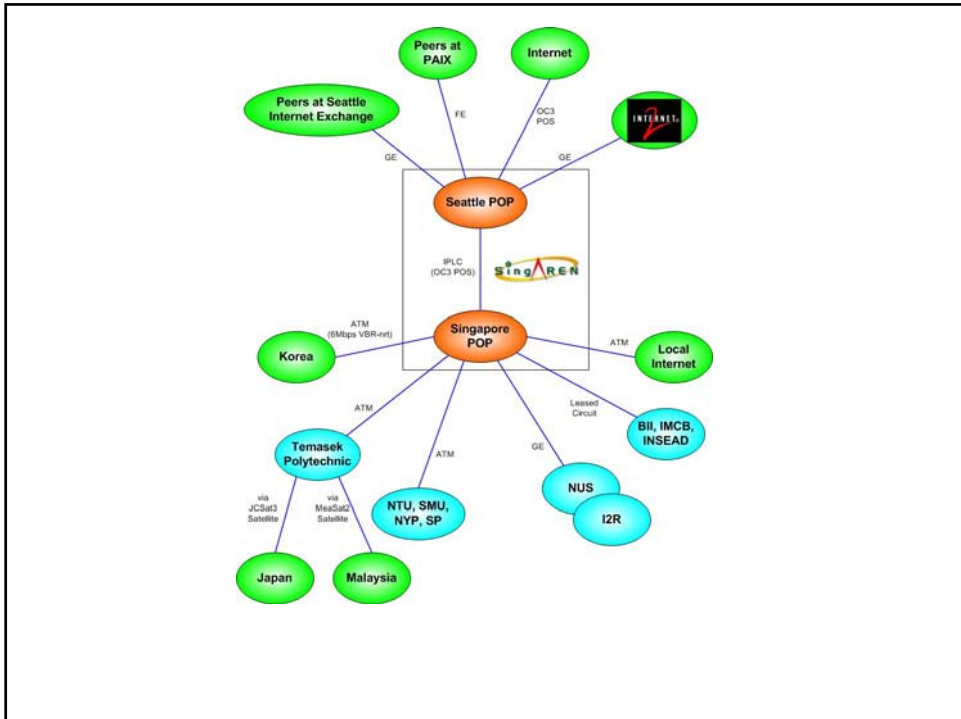 Peers at
PAIX
Internet
Peers at Seattle
Internet Exchange
INTERNET
2
FE
OC3
POS
GE
GE
Seattle POP
IPLC
(OC3 POS)
SingAREN
ATM
(6Mbps VBR-nrt)
Singapore
POP
ATM
Korea
Local
Internet
ATM
Leased
Circuit
BII, IMCB,
INSEAD
Temasek
Polytechnic
ATM
GE
via
JCSat3
Satellite
via
MeaSat2
Satellite
NTU, SMU,
NYP, SP
NUS
I2R
Japan
Malaysia